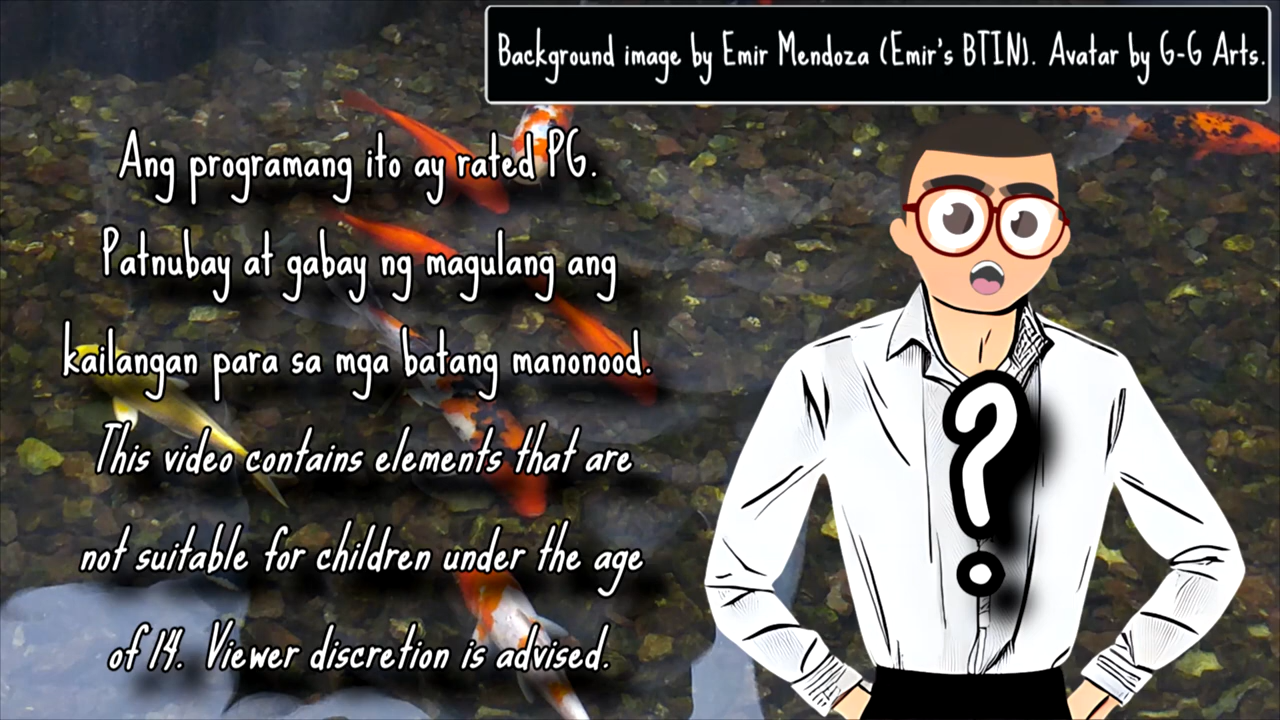 Background image by Emir Mendoza (Emir's BTIN). Avatar by G-G Arts.
Ang programang ito ay rated PG.
Patnubay at gabay ng magulang ang
kailangan para sa mga batang manonood.
This video contains elements that are
not suitable for children under the age
of 14. Viewer discretion is advised.
?